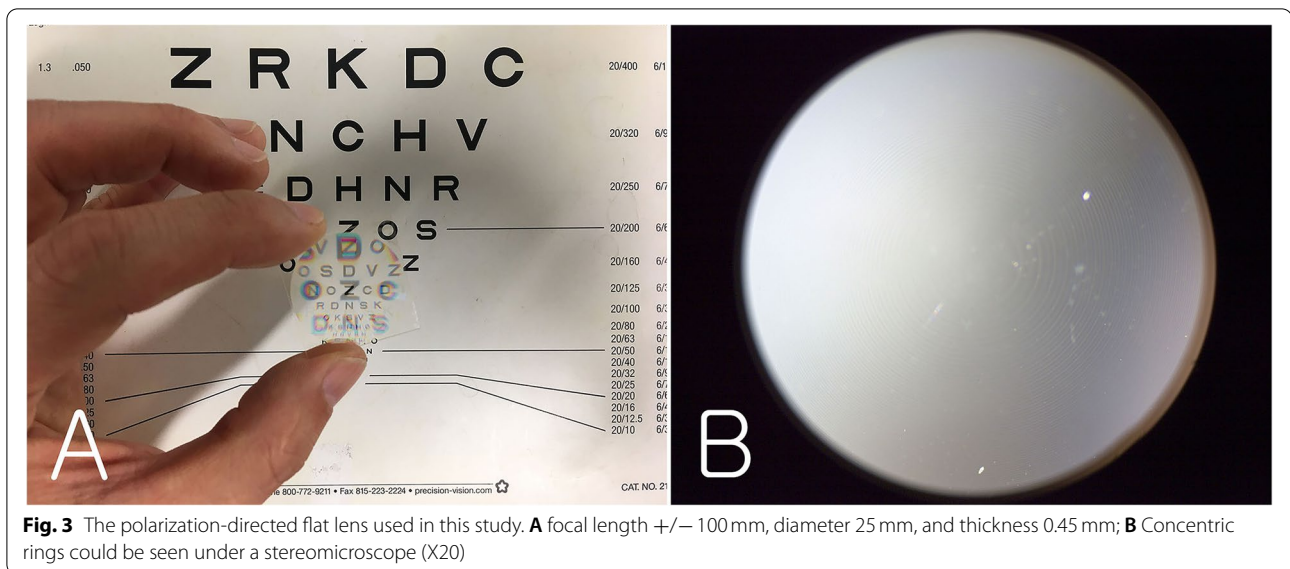 1.3 .050 Z R K D C 20/400 6/1
N C H V 20/320 6/9
D H N R 20/250 6/7
Z O S 20/200 6/6
O Z 20/160 6/4
O S D V Z
N O Z C D 20/125 6/3
R D N S K 20/100 6/3
20/80 6/2
20/63 6/1
20/50 6/1
20/40 6/1
20/32 6/9
20/25 6/7
20/20 6/6
20/16 6/4
20/12.5 6/3
20/10 6/3
63
80
00
A
B
ne 800-772-9211 • Fax 815-223-2224 • precision-vision.com
CAT. NO. 21
Fig. 3 The polarization-directed flat lens used in this study. A focal length +/− 100 mm, diameter 25 mm, and thickness 0.45 mm; B Concentric
rings could be seen under a stereomicroscope (X20)